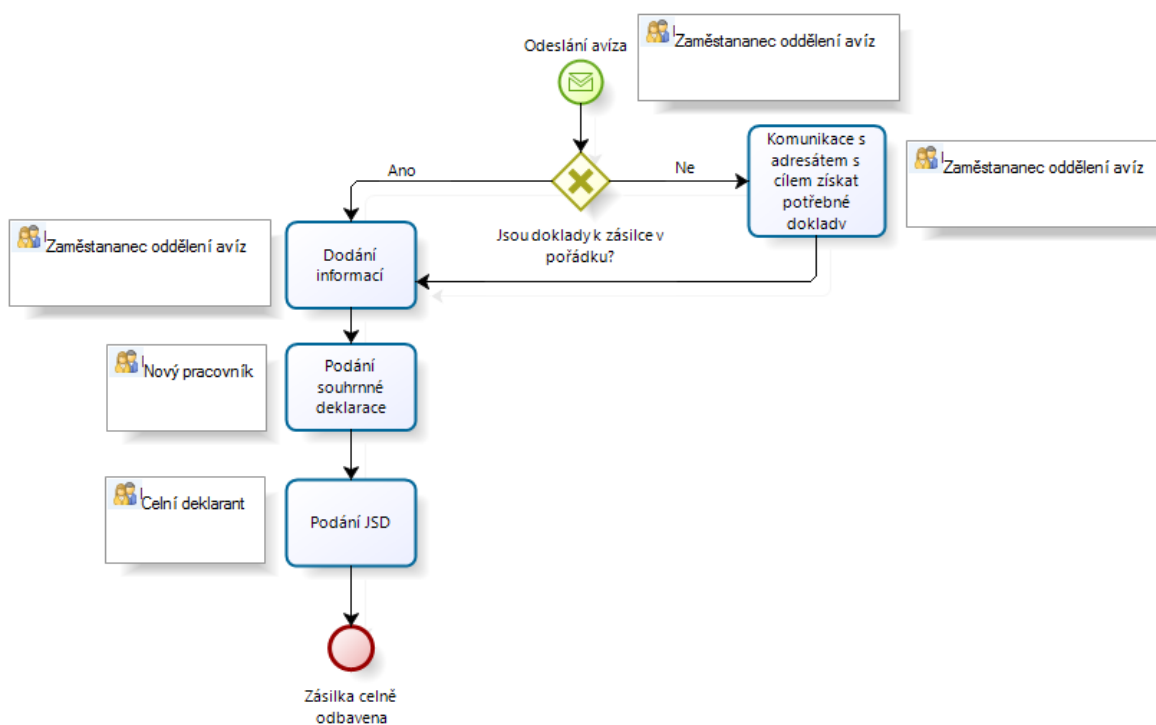 Odeslání avíza
Zaměstananec oddělení avíz
Komunikace s
adresátem s
cílem získat
potřebné
doklady
Zaměstananec oddělení avíz
Ano
Ne
Jsou doklady k zásilce v
pořádku?
Zaměstananec oddělení avíz
Dodání
informací
Nový pracovník
Podání
souhrnné
deklarace
Celní deklarant
Podání JSD
Zásilka celně
odbavena